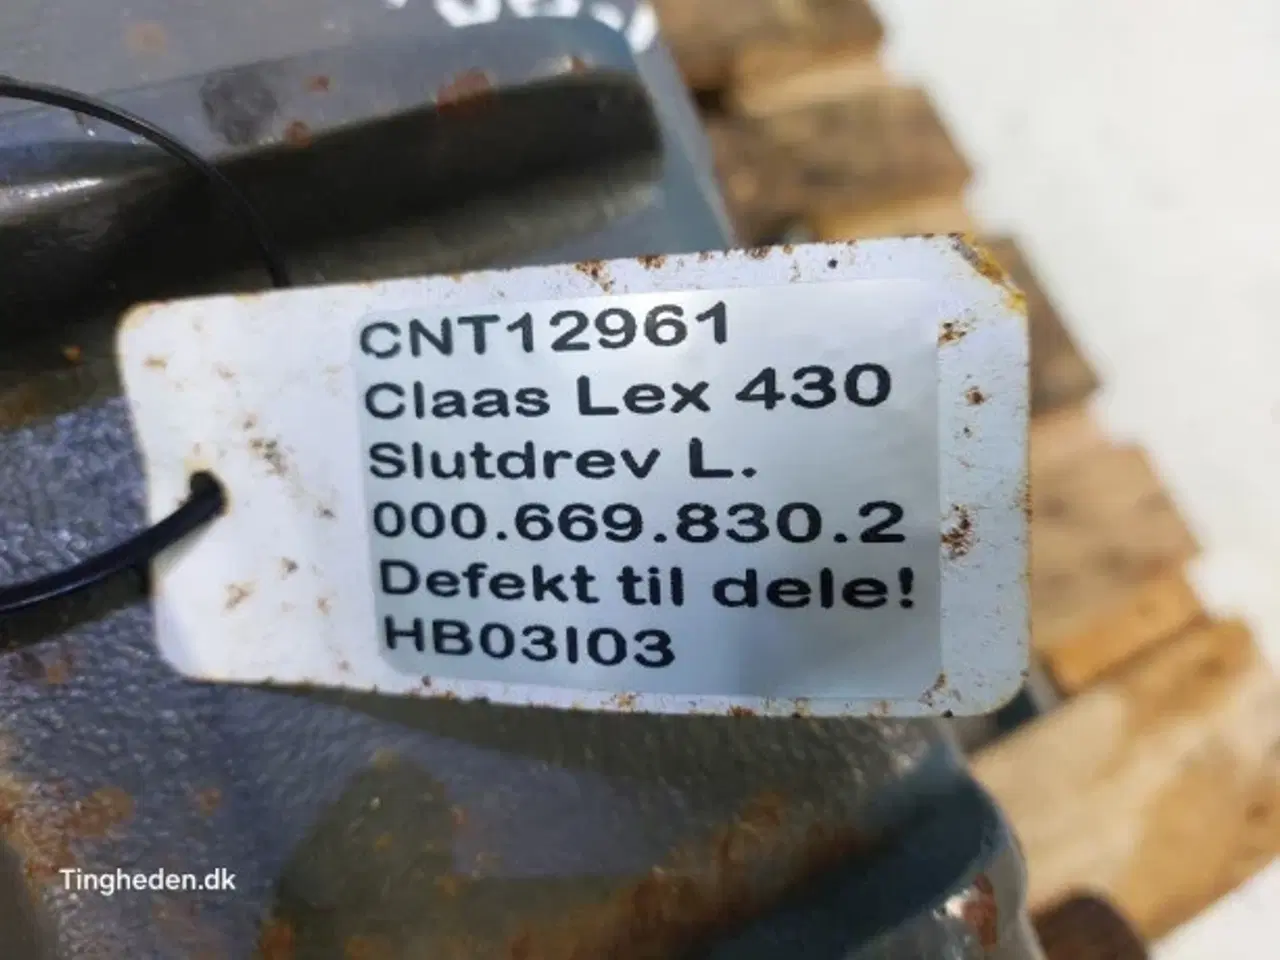 CNT12961
Claas Lex 430
Slutdrev L.
000.669.830.2
Defekt til dele!
HB03I03
Tingheden.dk